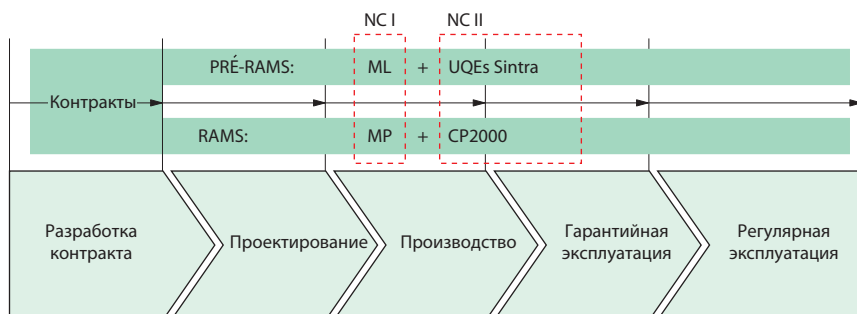 NC I NC II
PRÉ-RAMS: ML + UQEs Sintra
Контракты
RAMS: MP + CP2000
Разработка
контракта
Проектирование
Производство
Гарантийная
эксплуатация
Регулярная
эксплуатация